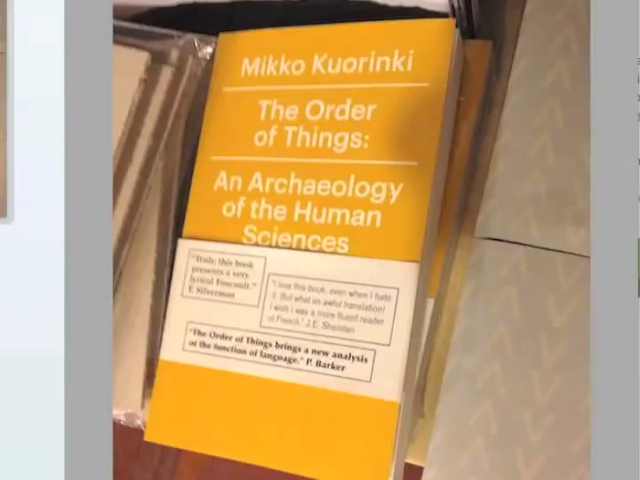 Mikko Kuorinki
The Order
of Things:
An Archaeology
of the Human
Sciences
"Truly, this book
presents a very
lyrical Foucault."
F. Silverman
"I love this book, even when I hate
it. But what an awful translation!
I wish I was a more fluent reader
of French." J.E. Sheridan
"The Order of Things brings a new analysis
of the function of language." P. Barker